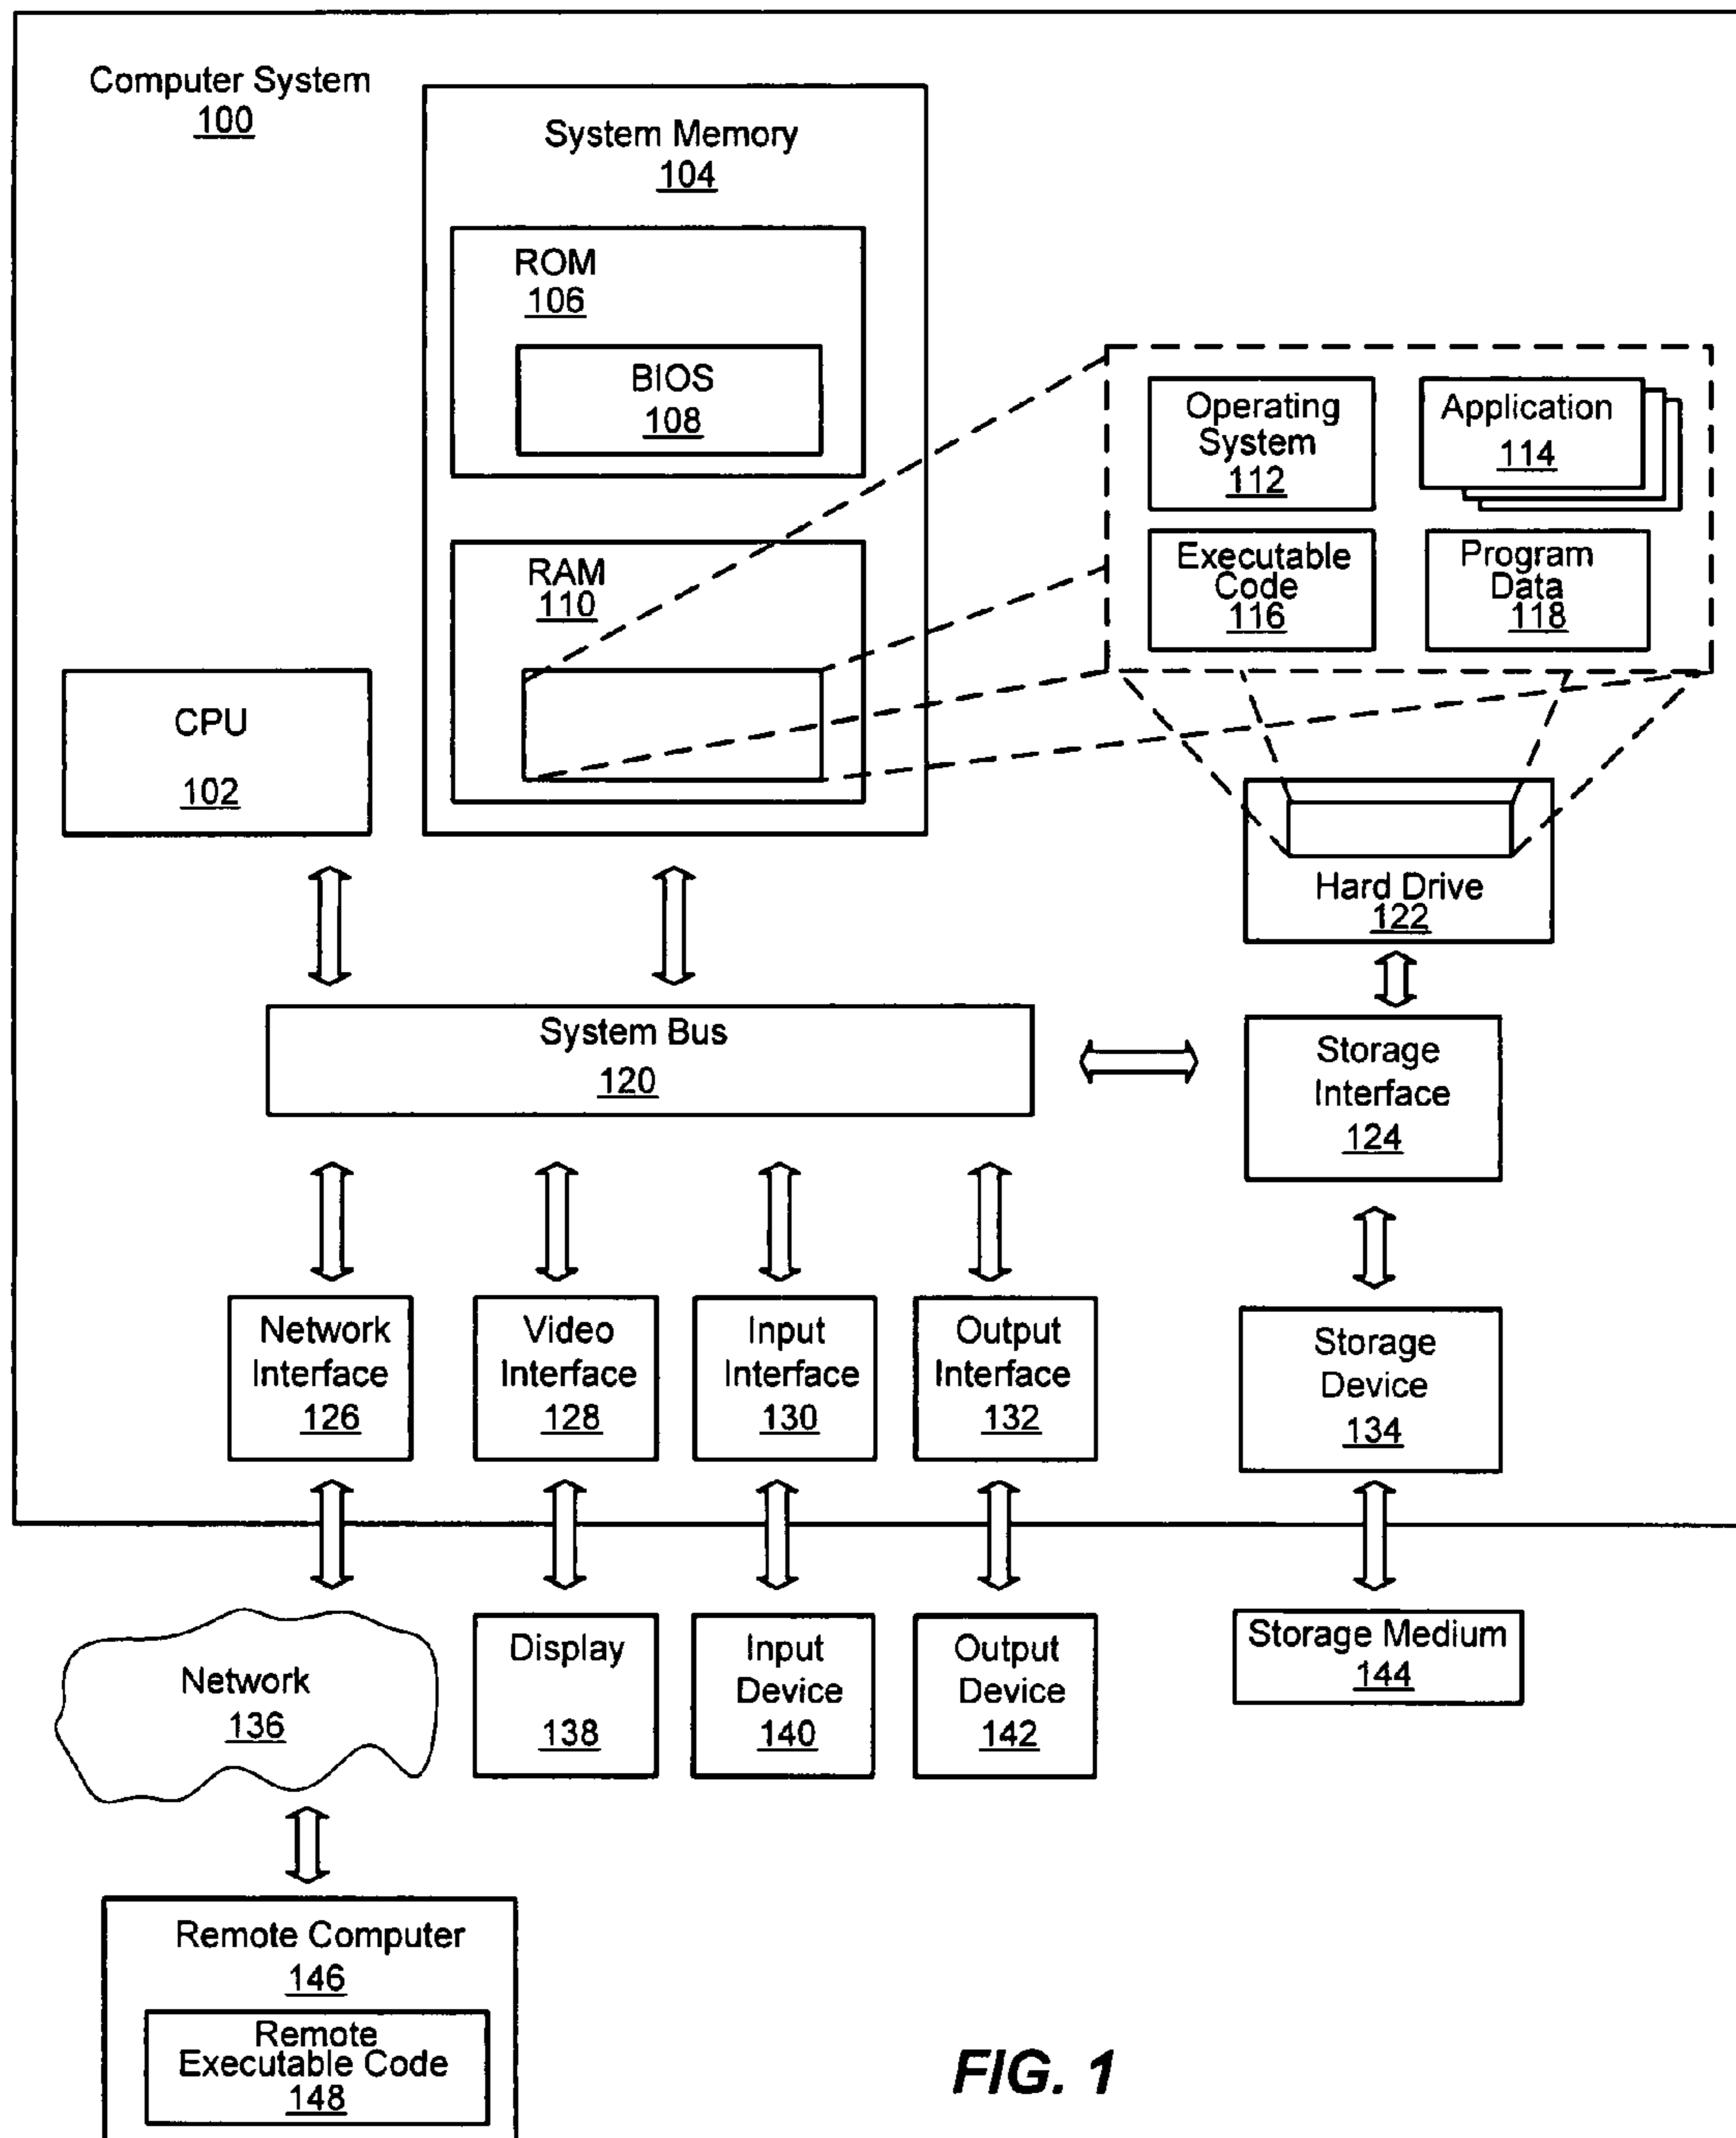 Computer System
100
System Memory
104
ROM
106
BIOS
108
RAM
110
Operating
System
112
Application
114
Executable
Code
116
Program
Data
118
CPU
102
Hard Drive
122
System Bus
120
Storage
Interface
124
Network
Interface
126
Video
Interface
128
Input
Interface
130
Output
Interface
132
Storage
Device
134
Network
136
Display
138
Input
Device
140
Output
Device
142
Storage Medium
144
Remote Computer
146
Remote
Executable Code
148
FIG. 1